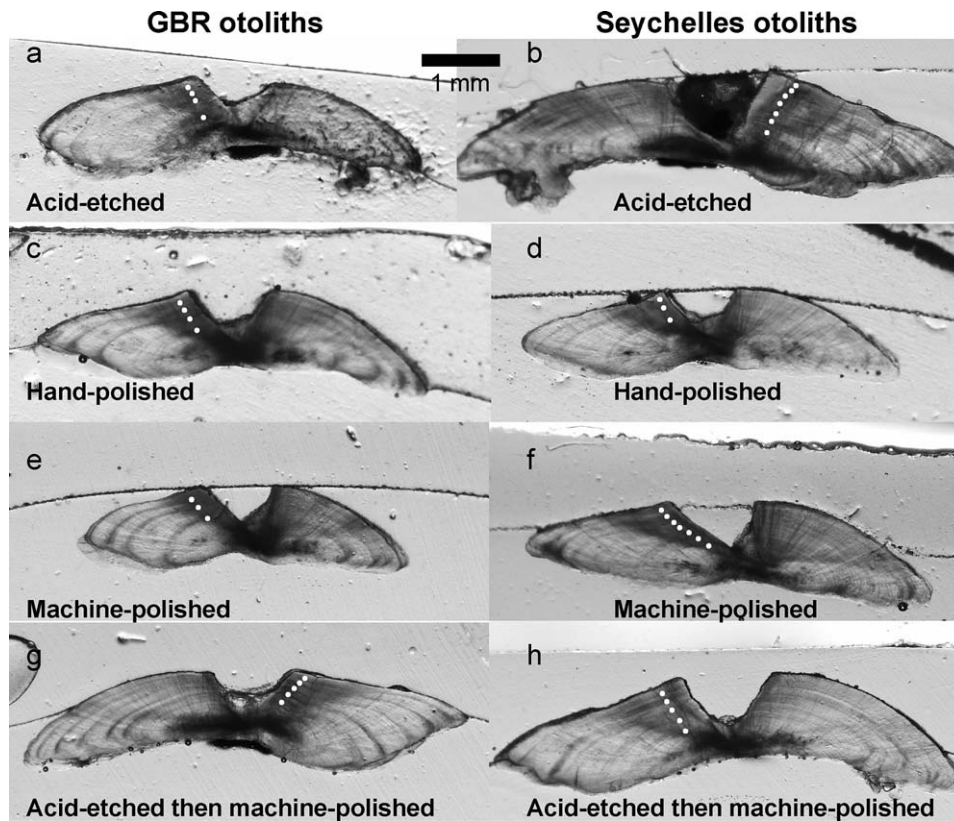 GBR otoliths
Seychelles otoliths
a
b
1 mm
Acid-etched
Acid-etched
c
d
Hand-polished
Hand-polished
e
f
Machine-polished
Machine-polished
g
h
Acid-etched then machine-polished
Acid-etched then machine-polished